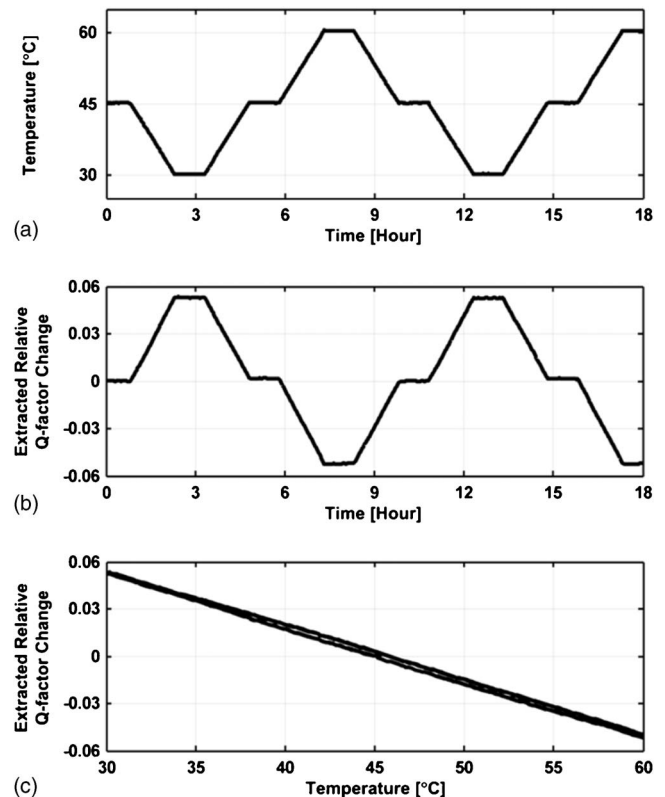 Temperature [°C]
60
45
30
0 3 6 9 12 15 18
(a)
Time [Hour]
Extracted Relative
Q-factor Change
0.06
0.03
0
-0.03
-0.06
0 3 6 9 12 15 18
(b)
Time [Hour]
Extracted Relative
Q-factor Change
0.06
0.03
0
-0.03
-0.06
30 35 40 45 50 55 60
(c)
Temperature [°C]